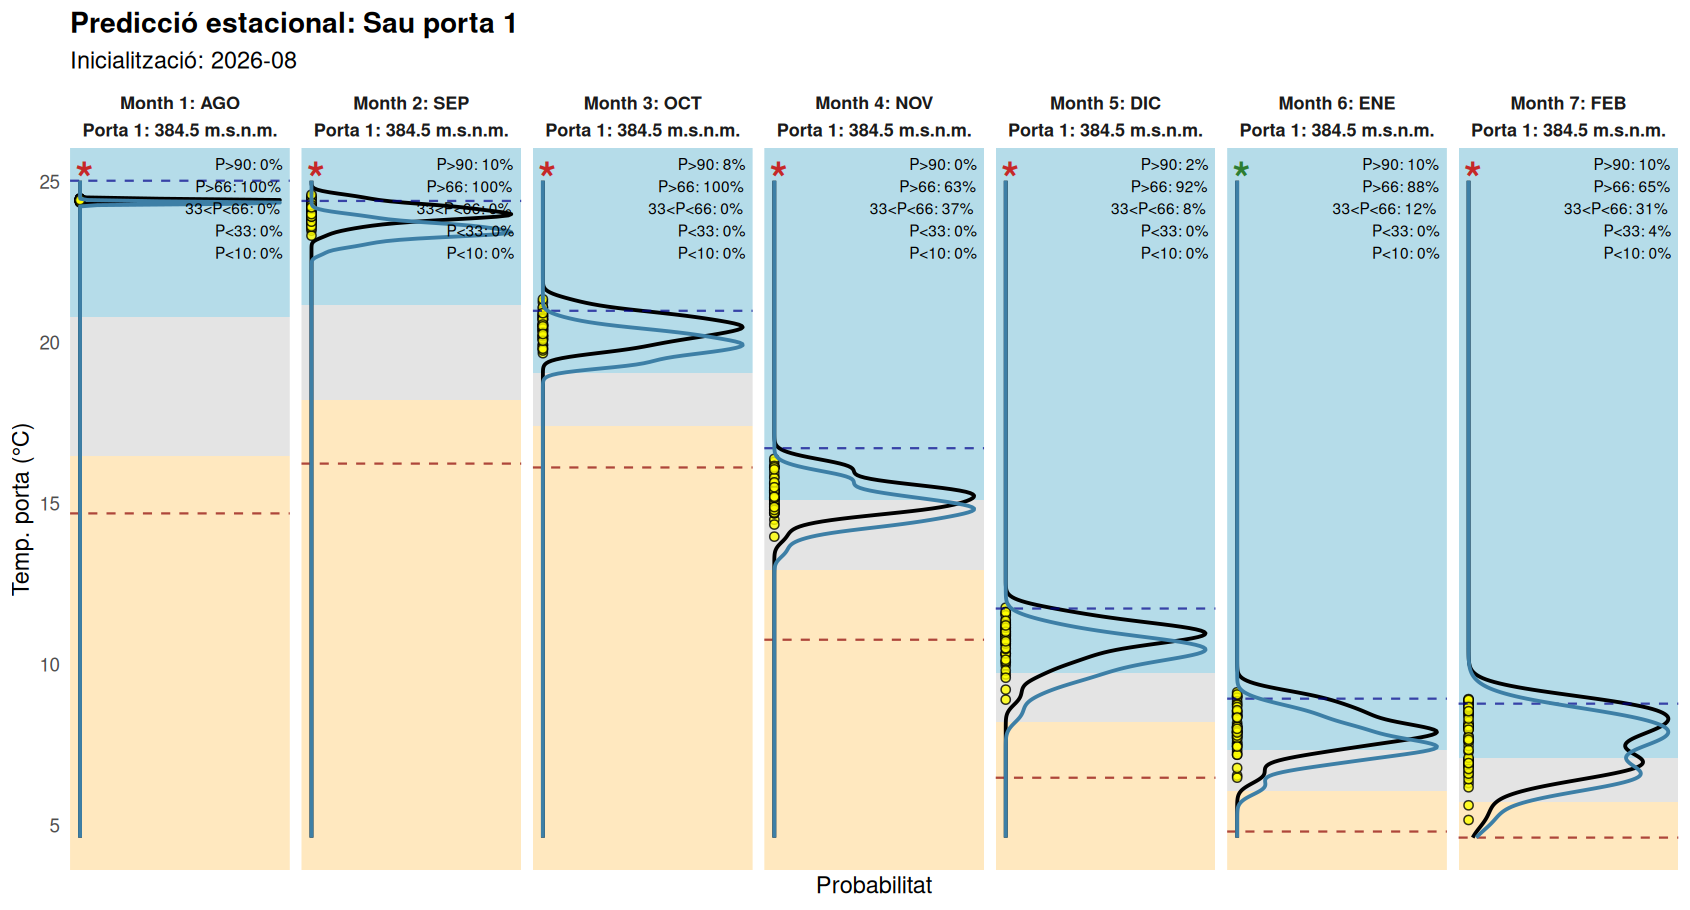 Predicció estacional: Sau porta 1
Inicialització: 2026-08
Month 1: AGO
Porta 1: 384.5 m.s.n.m.
Month 2: SEP
Porta 1: 384.5 m.s.n.m.
Month 3: OCT
Porta 1: 384.5 m.s.n.m.
Month 4: NOV
Porta 1: 384.5 m.s.n.m.
Month 5: DIC
Porta 1: 384.5 m.s.n.m.
Month 6: ENE
Porta 1: 384.5 m.s.n.m.
Month 7: FEB
Porta 1: 384.5 m.s.n.m.
*
P>90: 0%
P>66: 100%
33<P<66: 0%
P<33: 0%
P<10: 0%
*
P>90: 10%
P>66: 100%
33<P<66: 0%
P<33: 0%
P<10: 0%
*
P>90: 8%
P>66: 100%
33<P<66: 0%
P<33: 0%
P<10: 0%
*
P>90: 0%
P>66: 63%
33<P<66: 37%
P<33: 0%
P<10: 0%
*
P>90: 2%
P>66: 92%
33<P<66: 8%
P<33: 0%
P<10: 0%
*
P>90: 10%
P>66: 88%
33<P<66: 12%
P<33: 0%
P<10: 0%
*
P>90: 10%
P>66: 65%
33<P<66: 31%
P<33: 4%
P<10: 0%
25
20
15
10
5
Temp. porta (°C)
Probabilitat